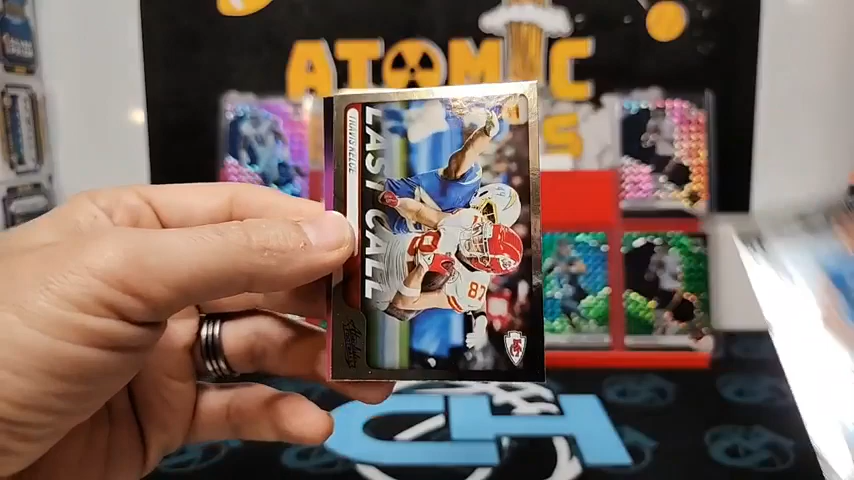 ATOMIC
S
LAST CALL
TRAVIS KELCE
Absolute